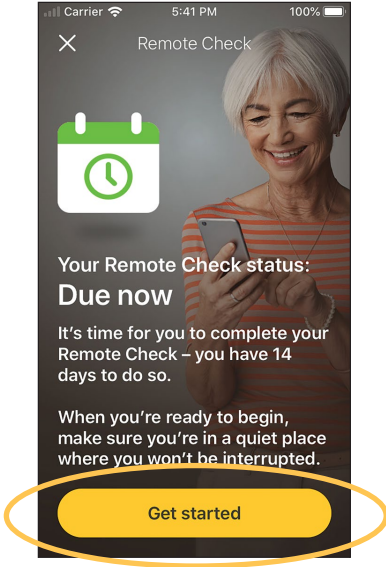 Carrier 5:41 PM 100%
Remote Check
Your Remote Check status:
Due now
It's time for you to complete your
Remote Check – you have 14
days to do so.
When you're ready to begin,
make sure you're in a quiet place
where you won't be interrupted.
Get started